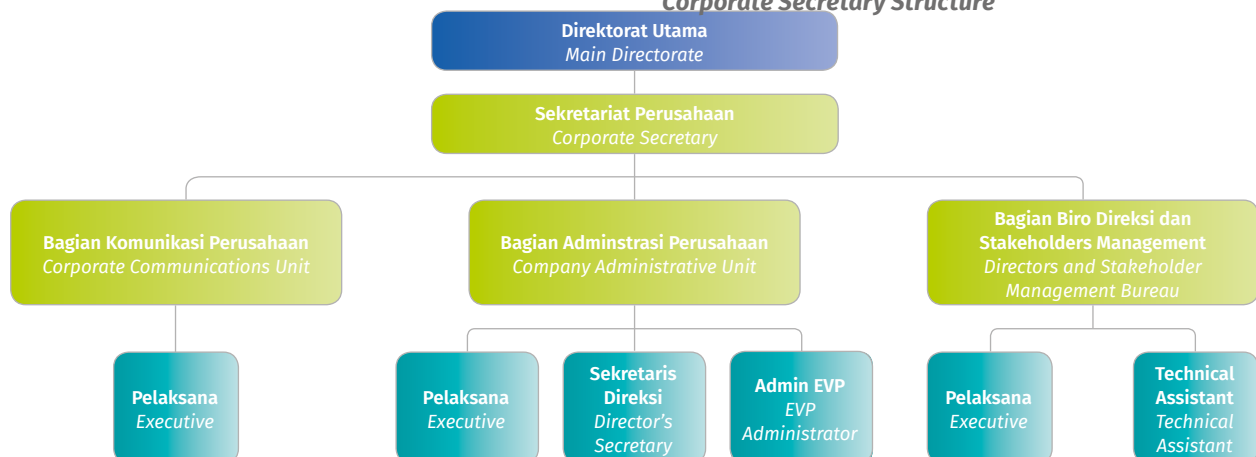 Corporate Secretary Structure
Direktorat Utama
Main Directorate
Sekretariat Perusahaan
Corporate Secretary
Bagian Komunikasi Perusahaan
Corporate Communications Unit
Bagian Adminstrasi Perusahaan
Company Administrative Unit
Bagian Biro Direksi dan
Stakeholders Management
Directors and Stakeholder
Management Bureau
Pelaksana
Executive
Pelaksana
Executive
Sekretaris
Direksi
Director's
Secretary
Admin EVP
EVP
Administrator
Pelaksana
Executive
Technical
Assistant
Technical
Assistant